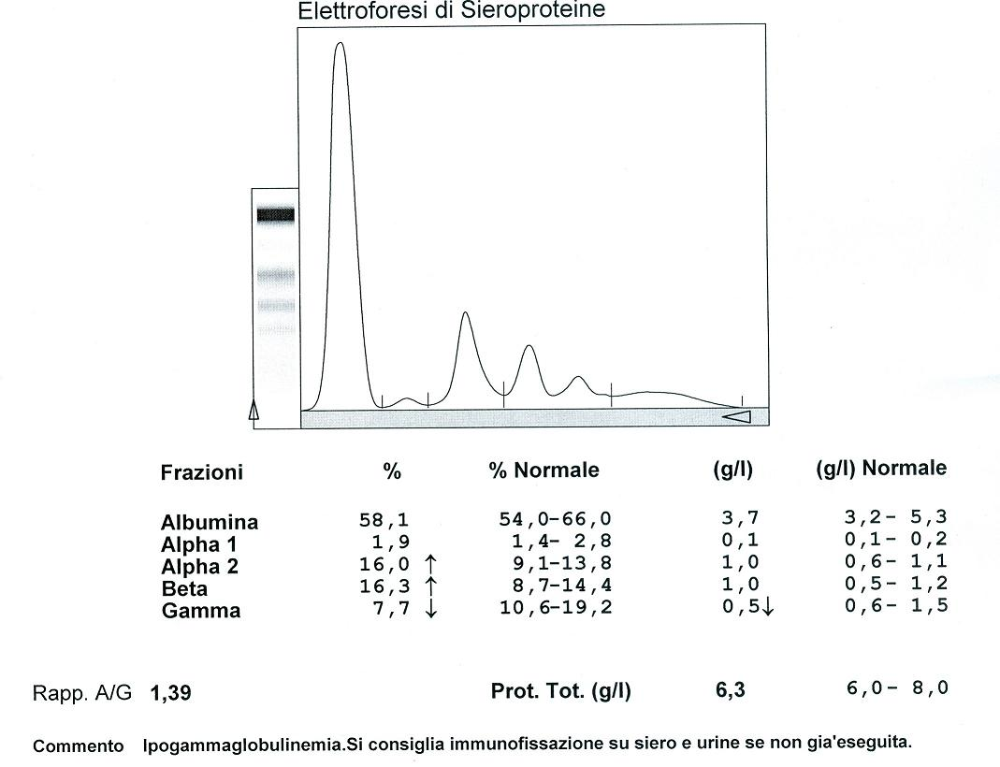 Elettroforesi di Sieroproteine
Frazioni % % Normale (g/l) (g/l) Normale
Albumina 58,1 54,0-66,0 3,7 3,2- 5,3
Alpha 1 1,9 1,4- 2,8 0,1 0,1- 0,2
Alpha 2 16,0 ↑ 9,1-13,8 1,0 0,6- 1,1
Beta 16,3 ↑ 8,7-14,4 1,0 0,5- 1,2
Gamma 7,7 ↓ 10,6-19,2 0,5↓ 0,6- 1,5
Rapp. A/G 1,39 Prot. Tot. (g/l) 6,3 6,0- 8,0
Commento Ipogammaglobulinemia.Si consiglia immunofissazione su siero e urine se non gia'eseguita.